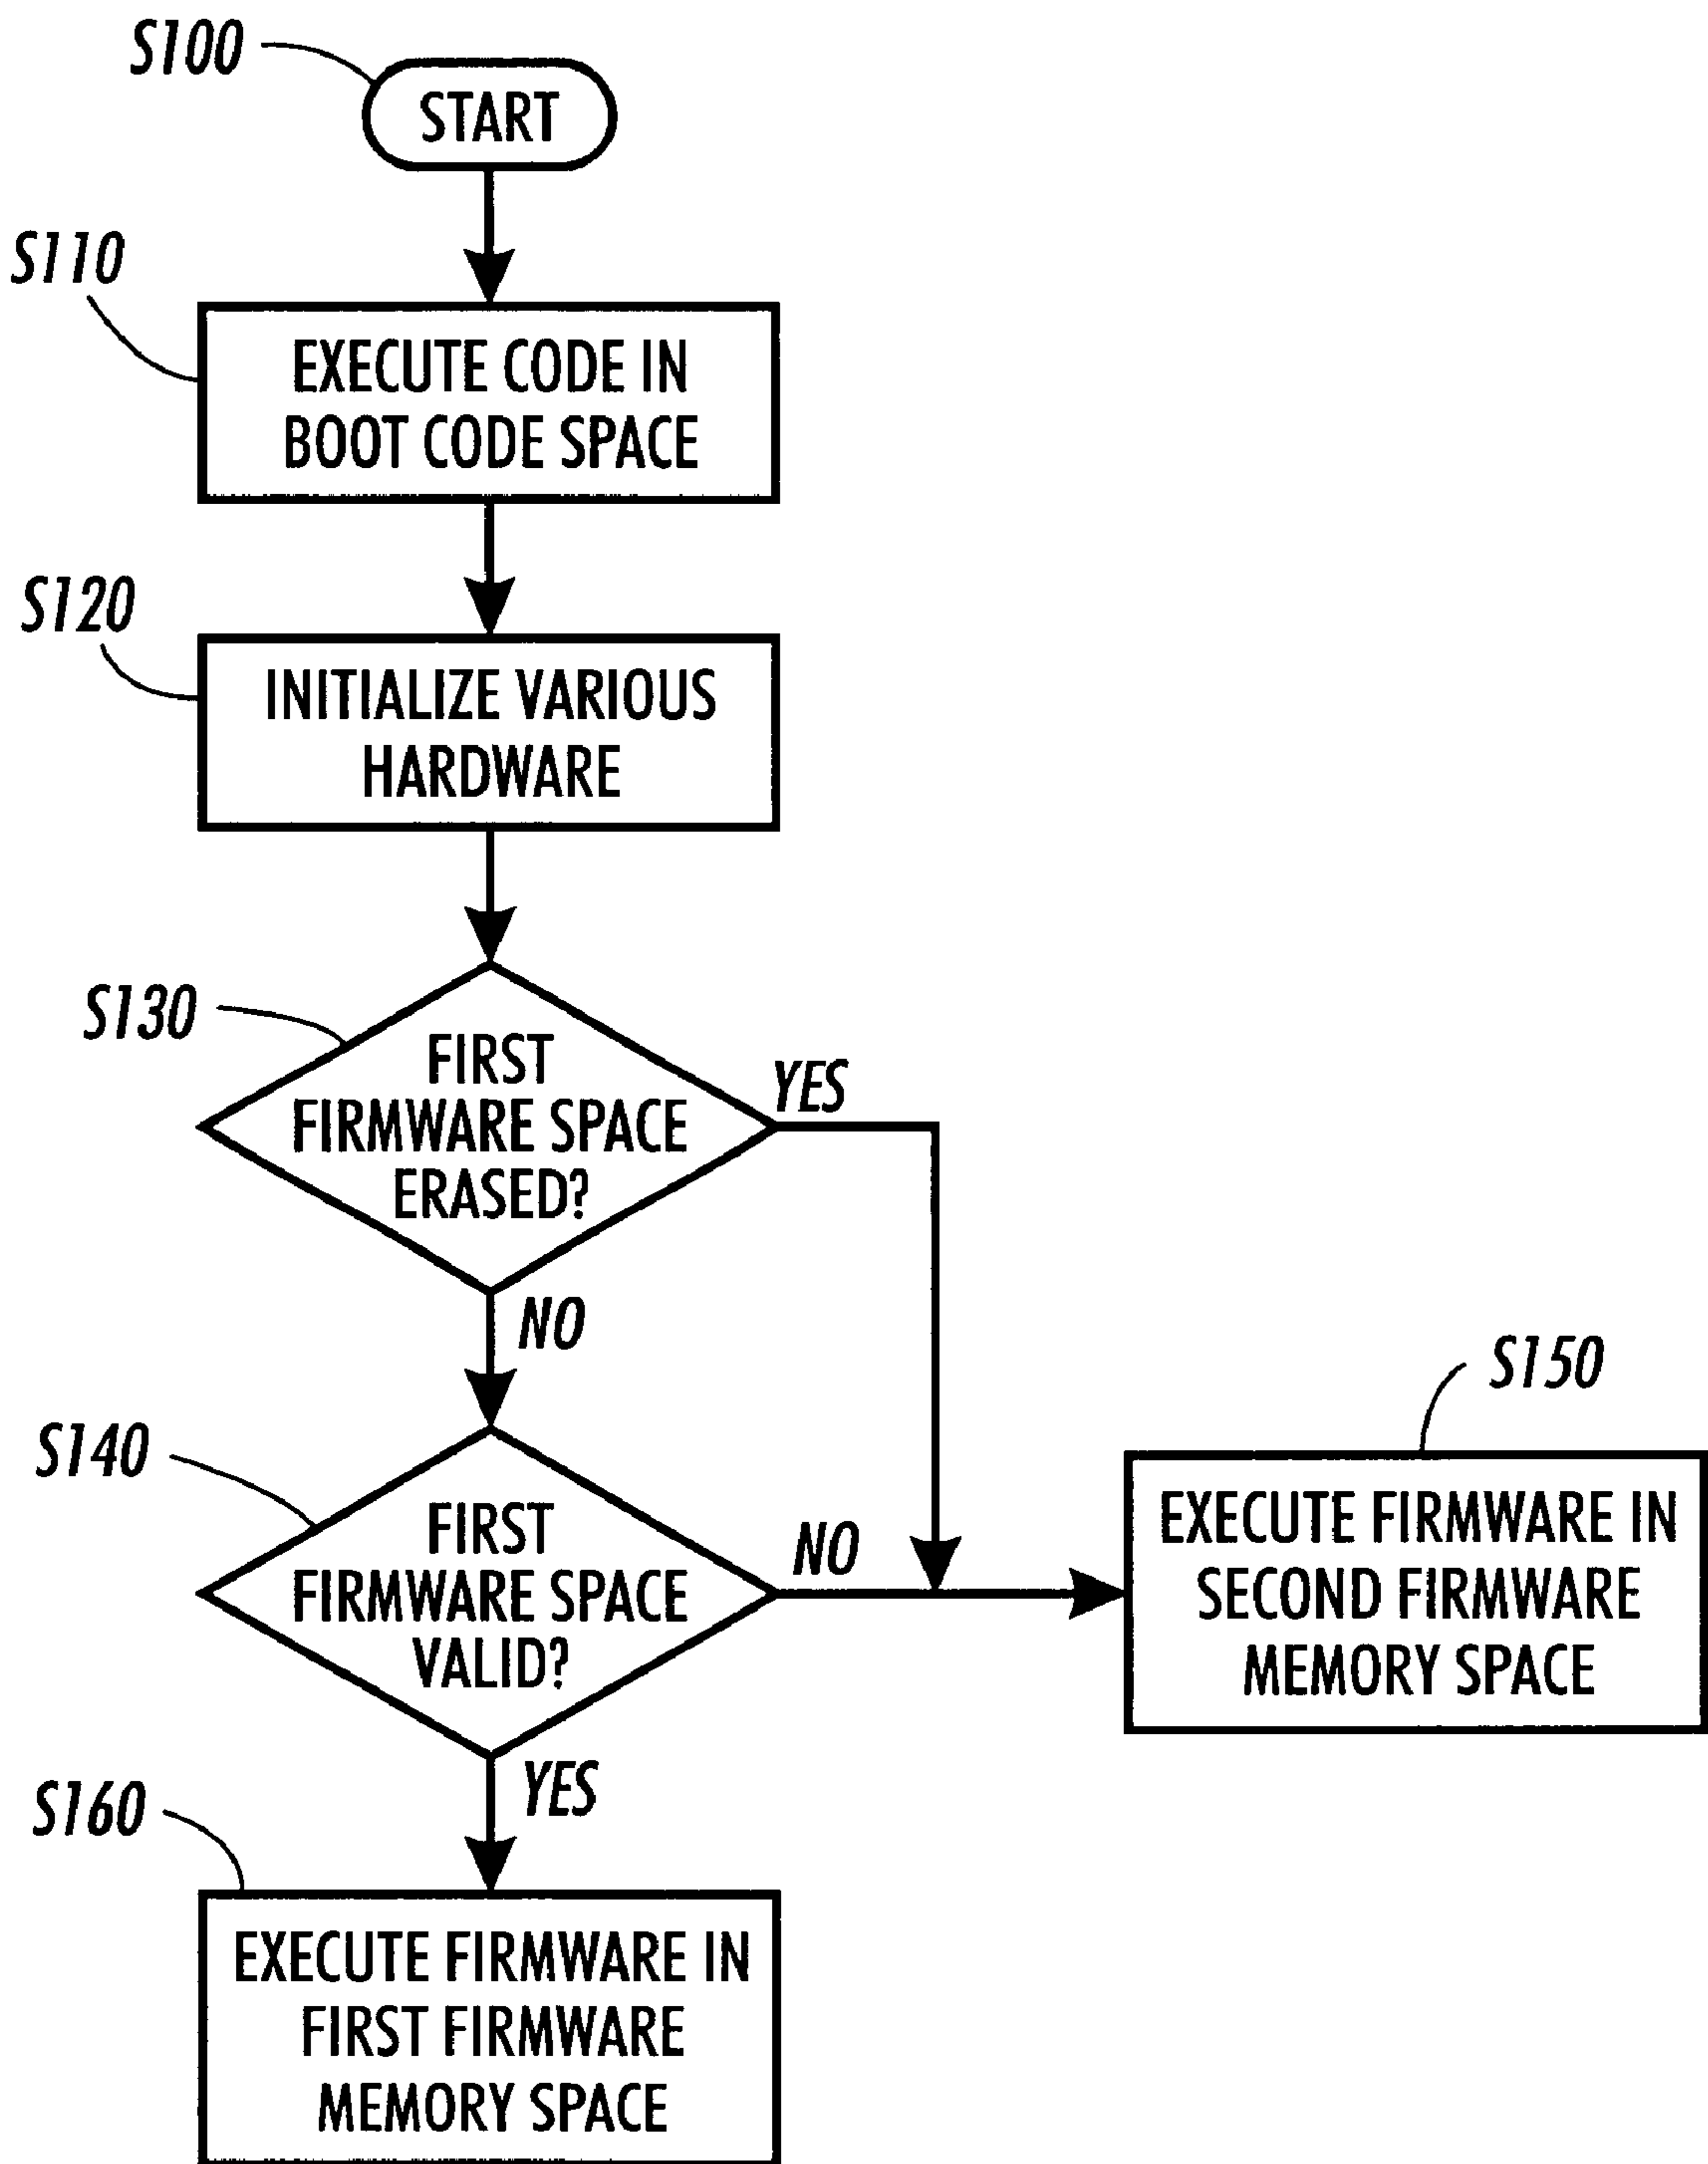 S100
START
S110
EXECUTE CODE IN
BOOT CODE SPACE
S120
INITIALIZE VARIOUS
HARDWARE
S130
FIRST
FIRMWARE SPACE
ERASED?
YES
NO
S140
FIRST
FIRMWARE SPACE
VALID?
NO
S150
EXECUTE FIRMWARE IN
SECOND FIRMWARE
MEMORY SPACE
YES
S160
EXECUTE FIRMWARE IN
FIRST FIRMWARE
MEMORY SPACE